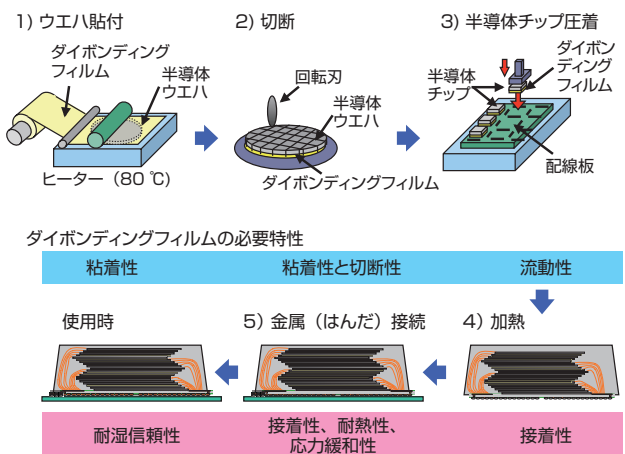 1) ウエハ貼付
ダイボンディング
フィルム
半導体
ウエハ
ヒーター（80 ℃）
2) 切断
回転刃
半導体
ウエハ
ダイボンディングフィルム
3) 半導体チップ圧着
半導体
チップ
ダイボン
ディング
フィルム
配線板
ダイボンディングフィルムの必要特性
粘着性
粘着性と切断性
流動性
使用時
5) 金属（はんだ）接続
4) 加熱
耐湿信頼性
接着性、耐熱性、
応力緩和性
接着性